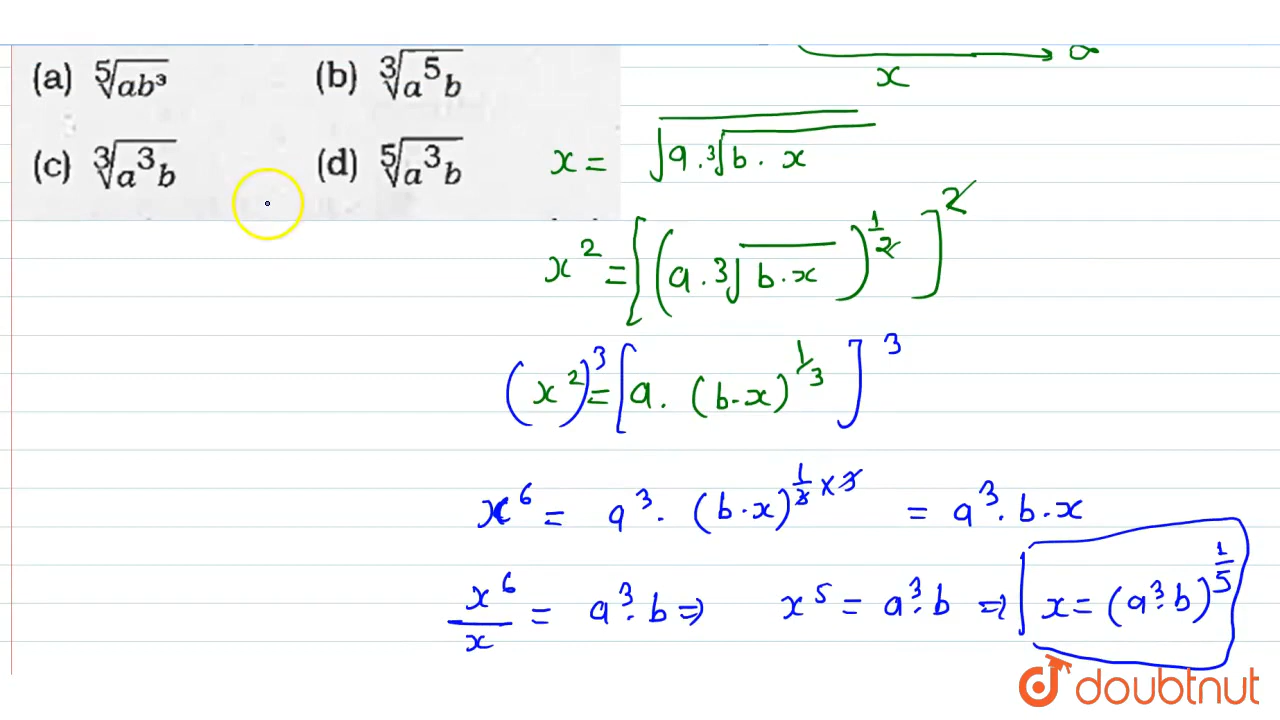 (a) ⁵√ab³ (b) ³√a⁵b
(c) ³√a³b (d) ⁵√a³b
x
x = √a.³√b.x
x² = [(a.³√b.x)^1/2]^2
(x²)³ = [a.(b.x)^1/3]³
x⁶ = a³.(b.x)^1/3×3 = a³.b.x
x⁶/x = a³.b ⇒ x⁵ = a³.b ⇒ x = (a³.b)^1/5
doubtnut